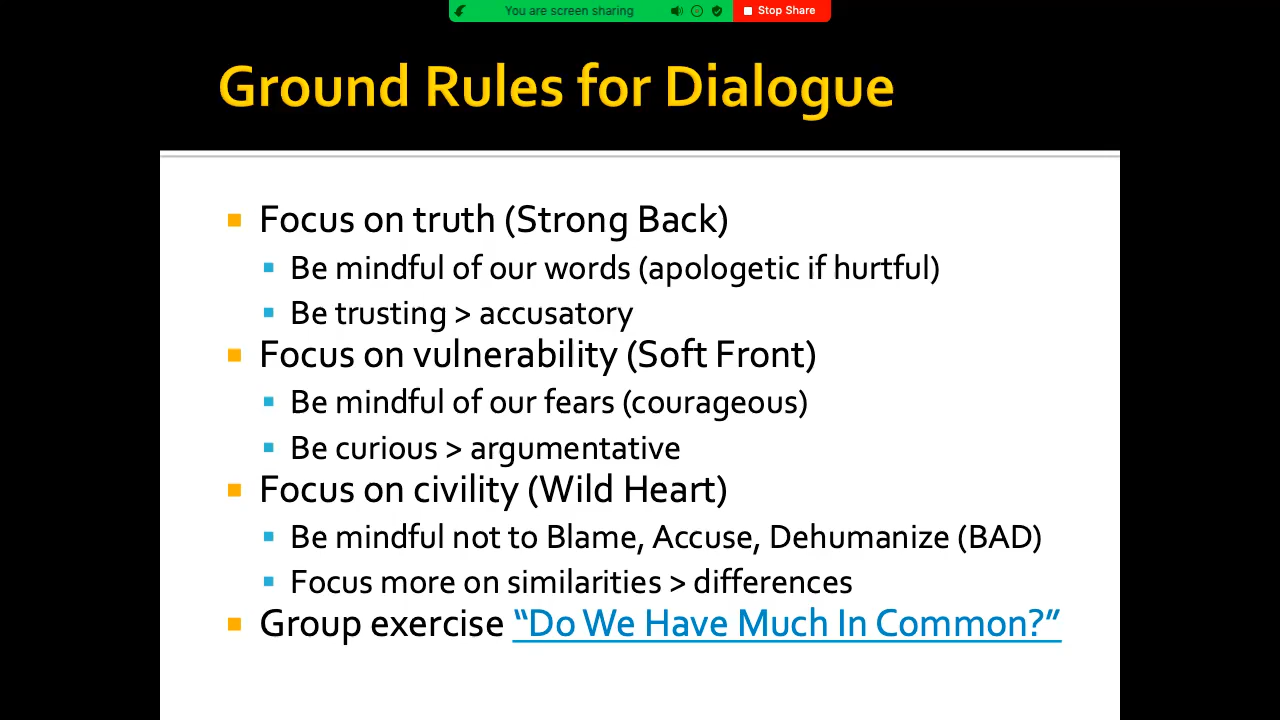 You are screen sharing
Stop Share
Ground Rules for Dialogue
Focus on truth (Strong Back)
Be mindful of our words (apologetic if hurtful)
Be trusting > accusatory
Focus on vulnerability (Soft Front)
Be mindful of our fears (courageous)
Be curious > argumentative
Focus on civility (Wild Heart)
Be mindful not to Blame, Accuse, Dehumanize (BAD)
Focus more on similarities > differences
Group exercise “Do We Have Much In Common?”